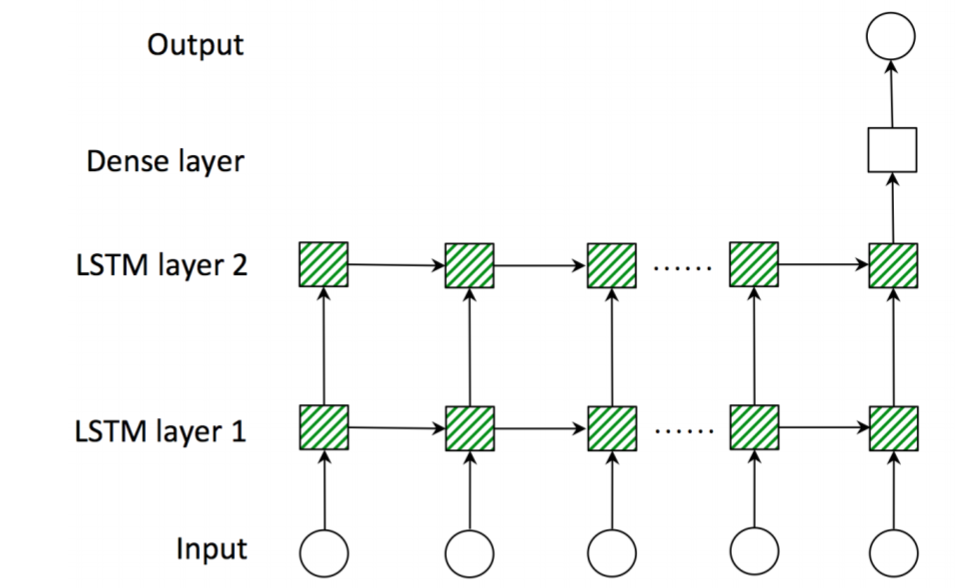 Output
Dense layer
LSTM layer 2
......
LSTM layer 1
......
Input